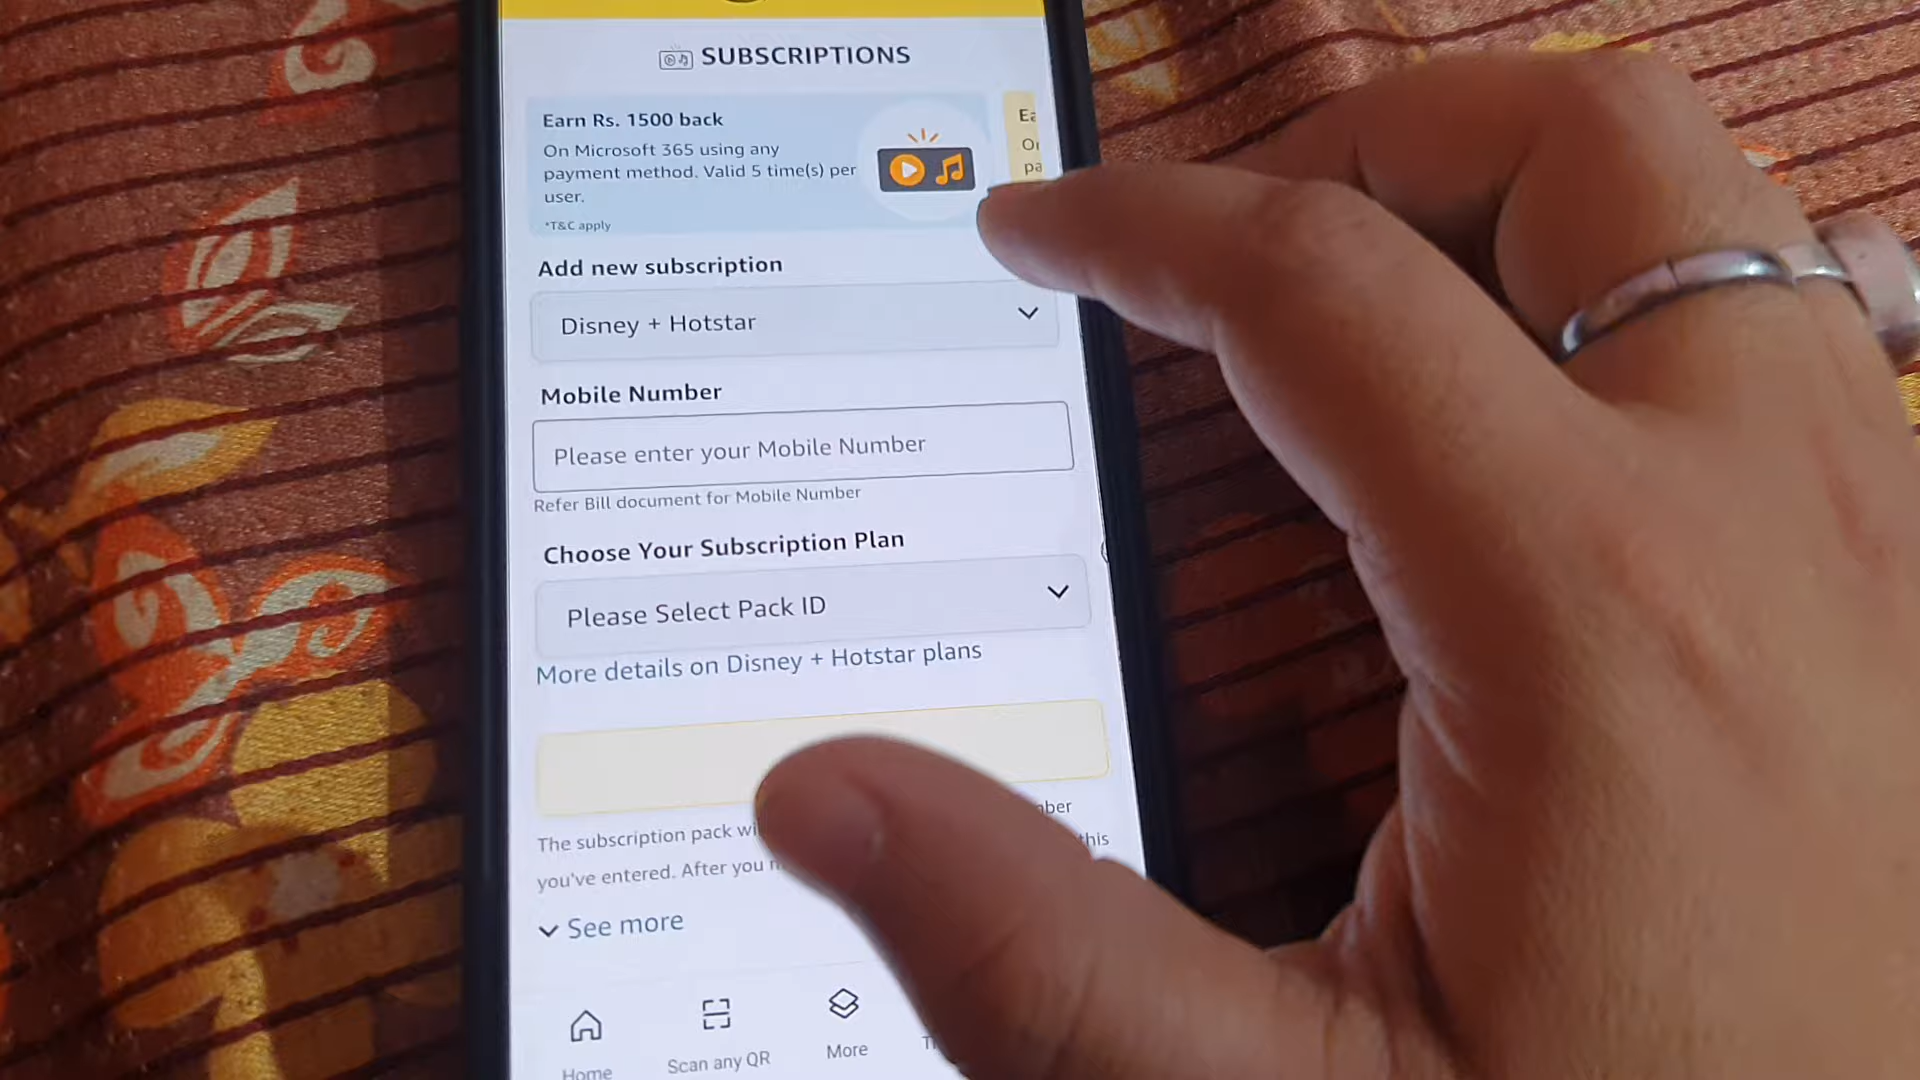 SUBSCRIPTIONS
Earn Rs. 1500 back
On Microsoft 365 using any
payment method. Valid 5 time(s) per
user.
*T&C apply
Add new subscription
Disney + Hotstar
Mobile Number
Please enter your Mobile Number
Refer Bill document for Mobile Number
Choose Your Subscription Plan
Please Select Pack ID
More details on Disney + Hotstar plans
The subscription pack
you've entered. After you
this
See more
Home
Scan any QR
More